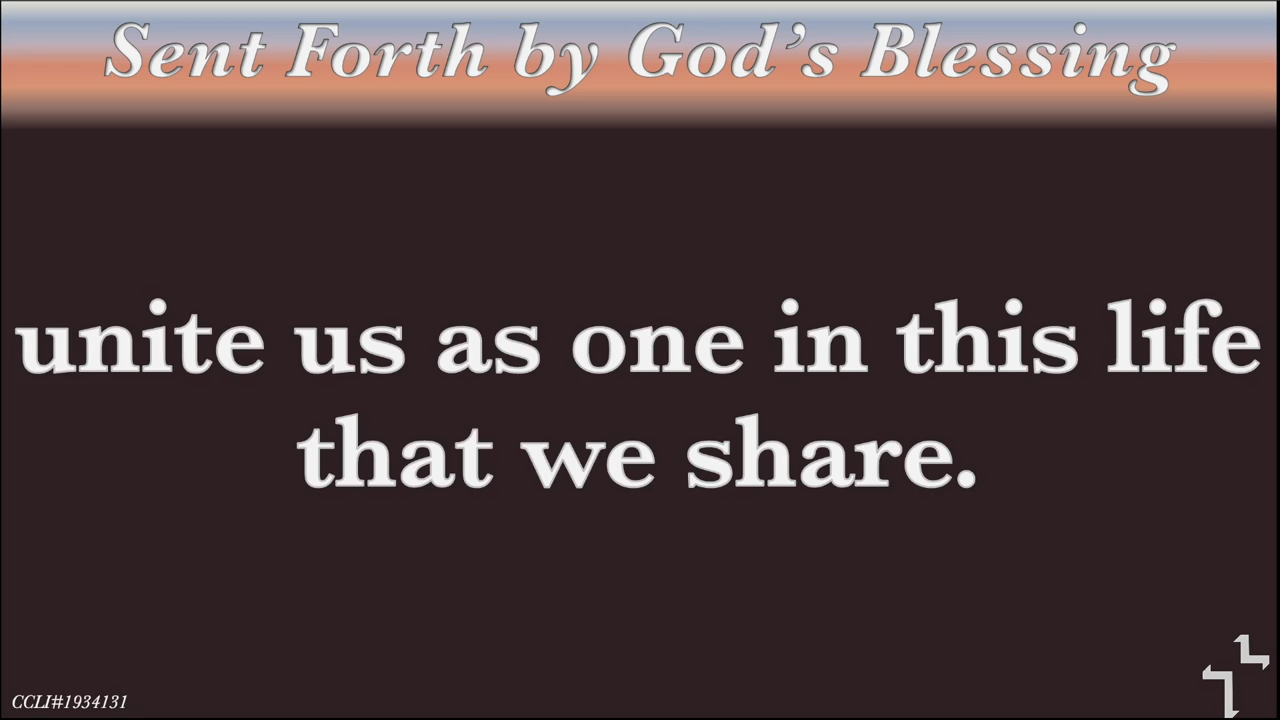 Sent Forth by God’s Blessing
unite us as one in this life
that we share.
CCLI#1934131